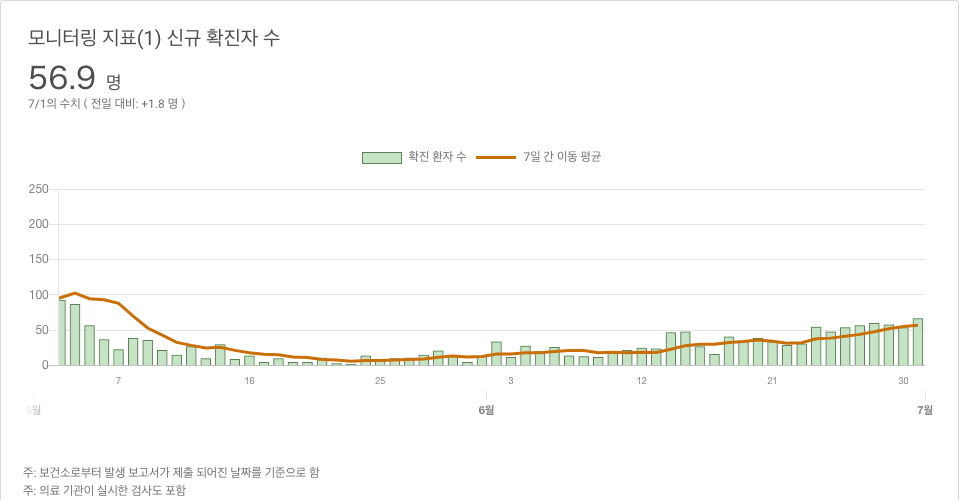 모니터링 지표(1) 신규 확진자 수
56.9 명
7/1의 수치 ( 전일 대비: +1.8 명 )
확진 환자 수 7일 간 이동 평균
250
200
150
100
50
0
7 16 25 3 12 21 30
5월 6월 7월
주: 보건소로부터 발생 보고서가 제출 되어진 날짜를 기준으로 함
주: 의료 기관이 실시한 검사도 포함